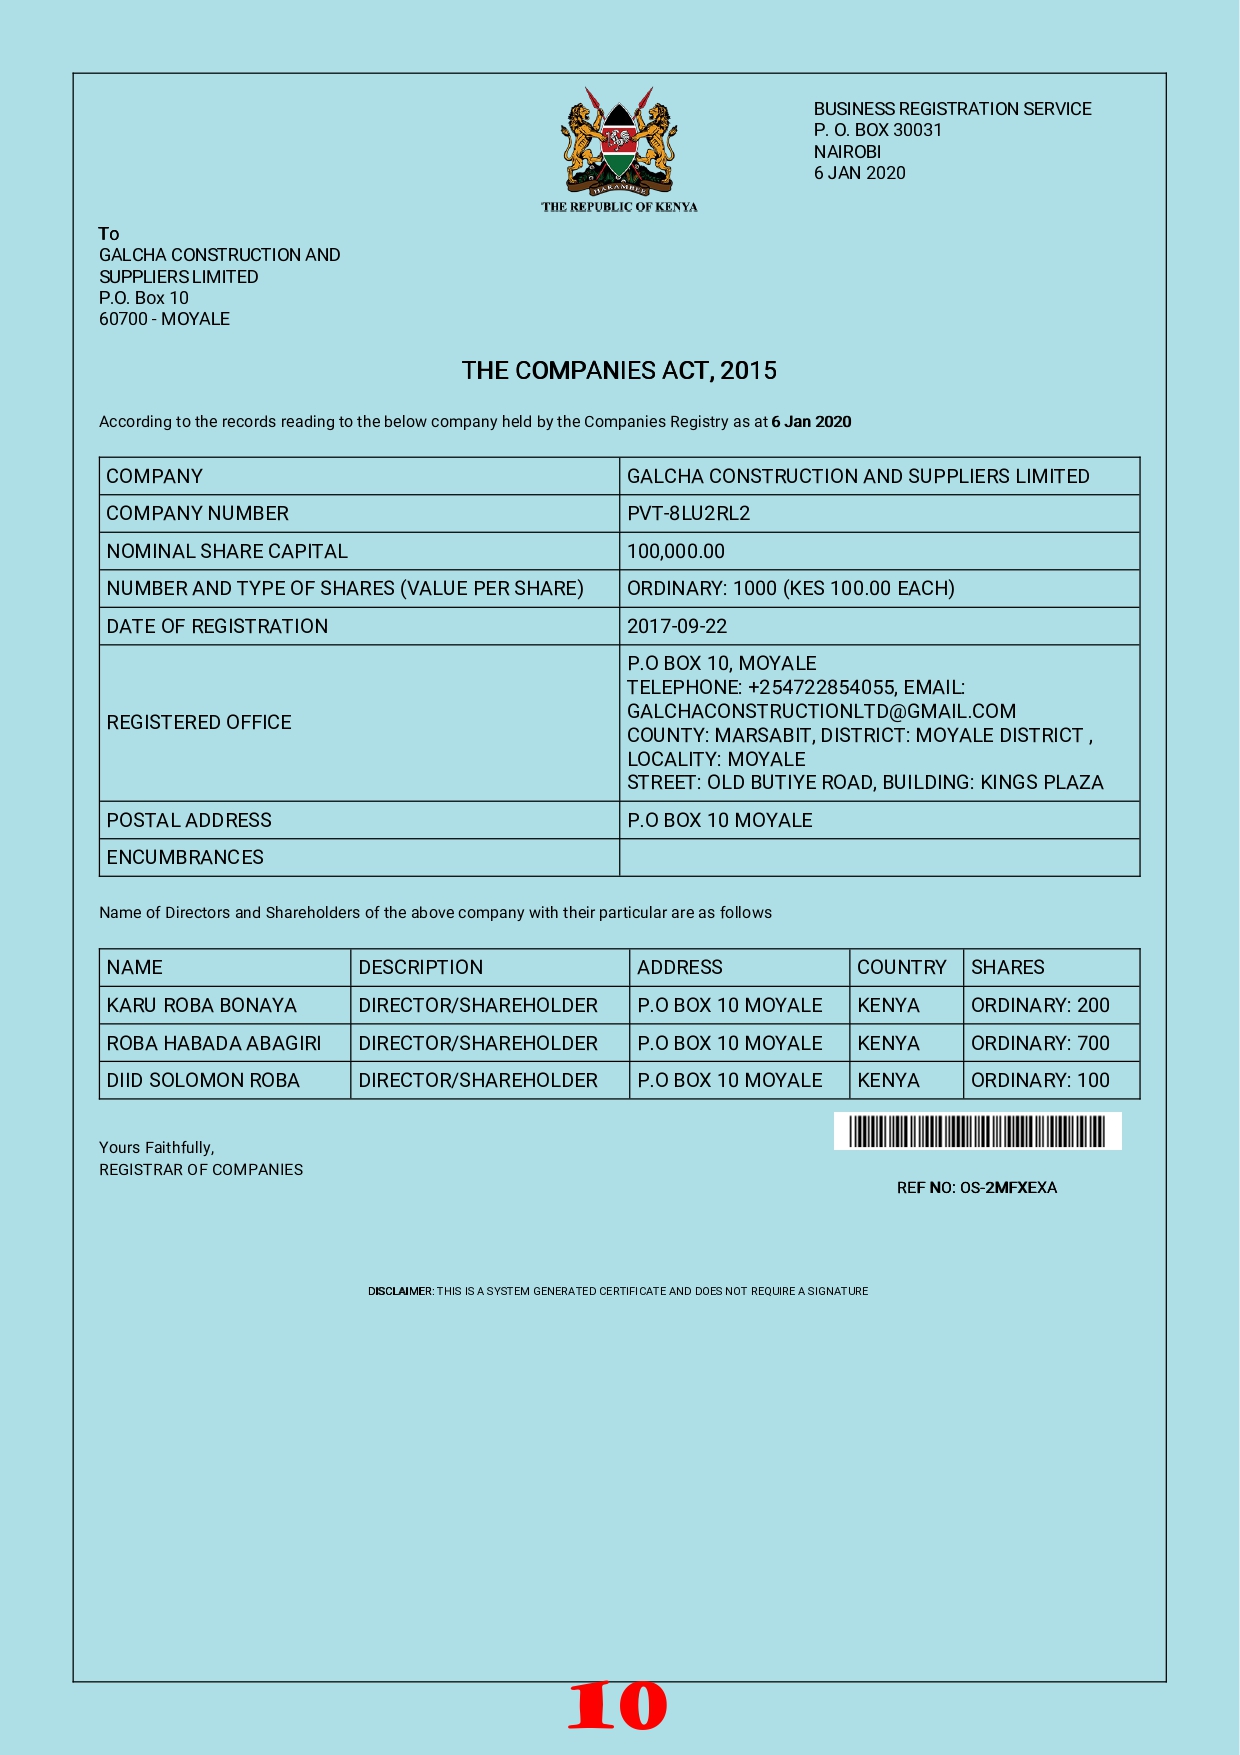 HARAMBEE
THE REPUBLIC OF KENYA
BUSINESS REGISTRATION SERVICE
P. O. BOX 30031
NAIROBI
6 JAN 2020
To
GALCHA CONSTRUCTION AND
SUPPLIERS LIMITED
P.O. Box 10
60700 - MOYALE
THE COMPANIES ACT, 2015
According to the records reading to the below company held by the Companies Registry as at 6 Jan 2020
COMPANY GALCHA CONSTRUCTION AND SUPPLIERS LIMITED
COMPANY NUMBER PVT-8LU2RL2
NOMINAL SHARE CAPITAL 100,000.00
NUMBER AND TYPE OF SHARES (VALUE PER SHARE) ORDINARY: 1000 (KES 100.00 EACH)
DATE OF REGISTRATION 2017-09-22
REGISTERED OFFICE
P.O BOX 10, MOYALE
TELEPHONE: +254722854055, EMAIL:
GALCHACONSTRUCTIONLTD@GMAIL.COM
COUNTY: MARSABIT, DISTRICT: MOYALE DISTRICT ,
LOCALITY: MOYALE
STREET: OLD BUTIYE ROAD, BUILDING: KINGS PLAZA
POSTAL ADDRESS P.O BOX 10 MOYALE
ENCUMBRANCES
Name of Directors and Shareholders of the above company with their particular are as follows
NAME DESCRIPTION ADDRESS COUNTRY SHARES
KARU ROBA BONAYA DIRECTOR/SHAREHOLDER P.O BOX 10 MOYALE KENYA ORDINARY: 200
ROBA HABADA ABAGIRI DIRECTOR/SHAREHOLDER P.O BOX 10 MOYALE KENYA ORDINARY: 700
DIID SOLOMON ROBA DIRECTOR/SHAREHOLDER P.O BOX 10 MOYALE KENYA ORDINARY: 100
Yours Faithfully,
REGISTRAR OF COMPANIES
REF NO: OS-2MFXEXA
DISCLAIMER: THIS IS A SYSTEM GENERATED CERTIFICATE AND DOES NOT REQUIRE A SIGNATURE
10